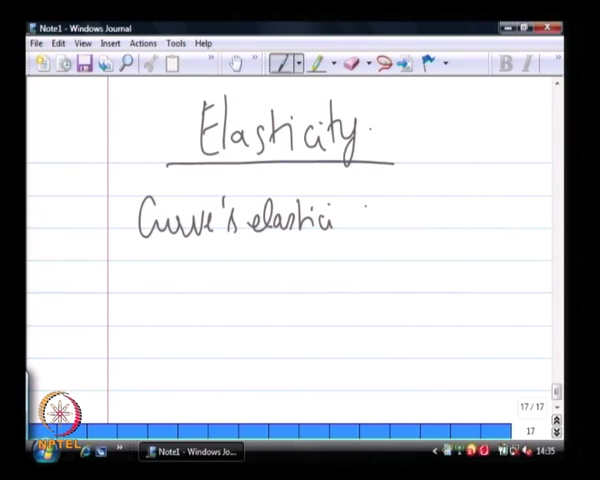 Note1 - Windows Journal
File Edit View Insert Actions Tools Help
B I
Elasticity.
Curve's elastici
17 / 17
17
NPTEL
Note1 - Windows Jo...
14:35